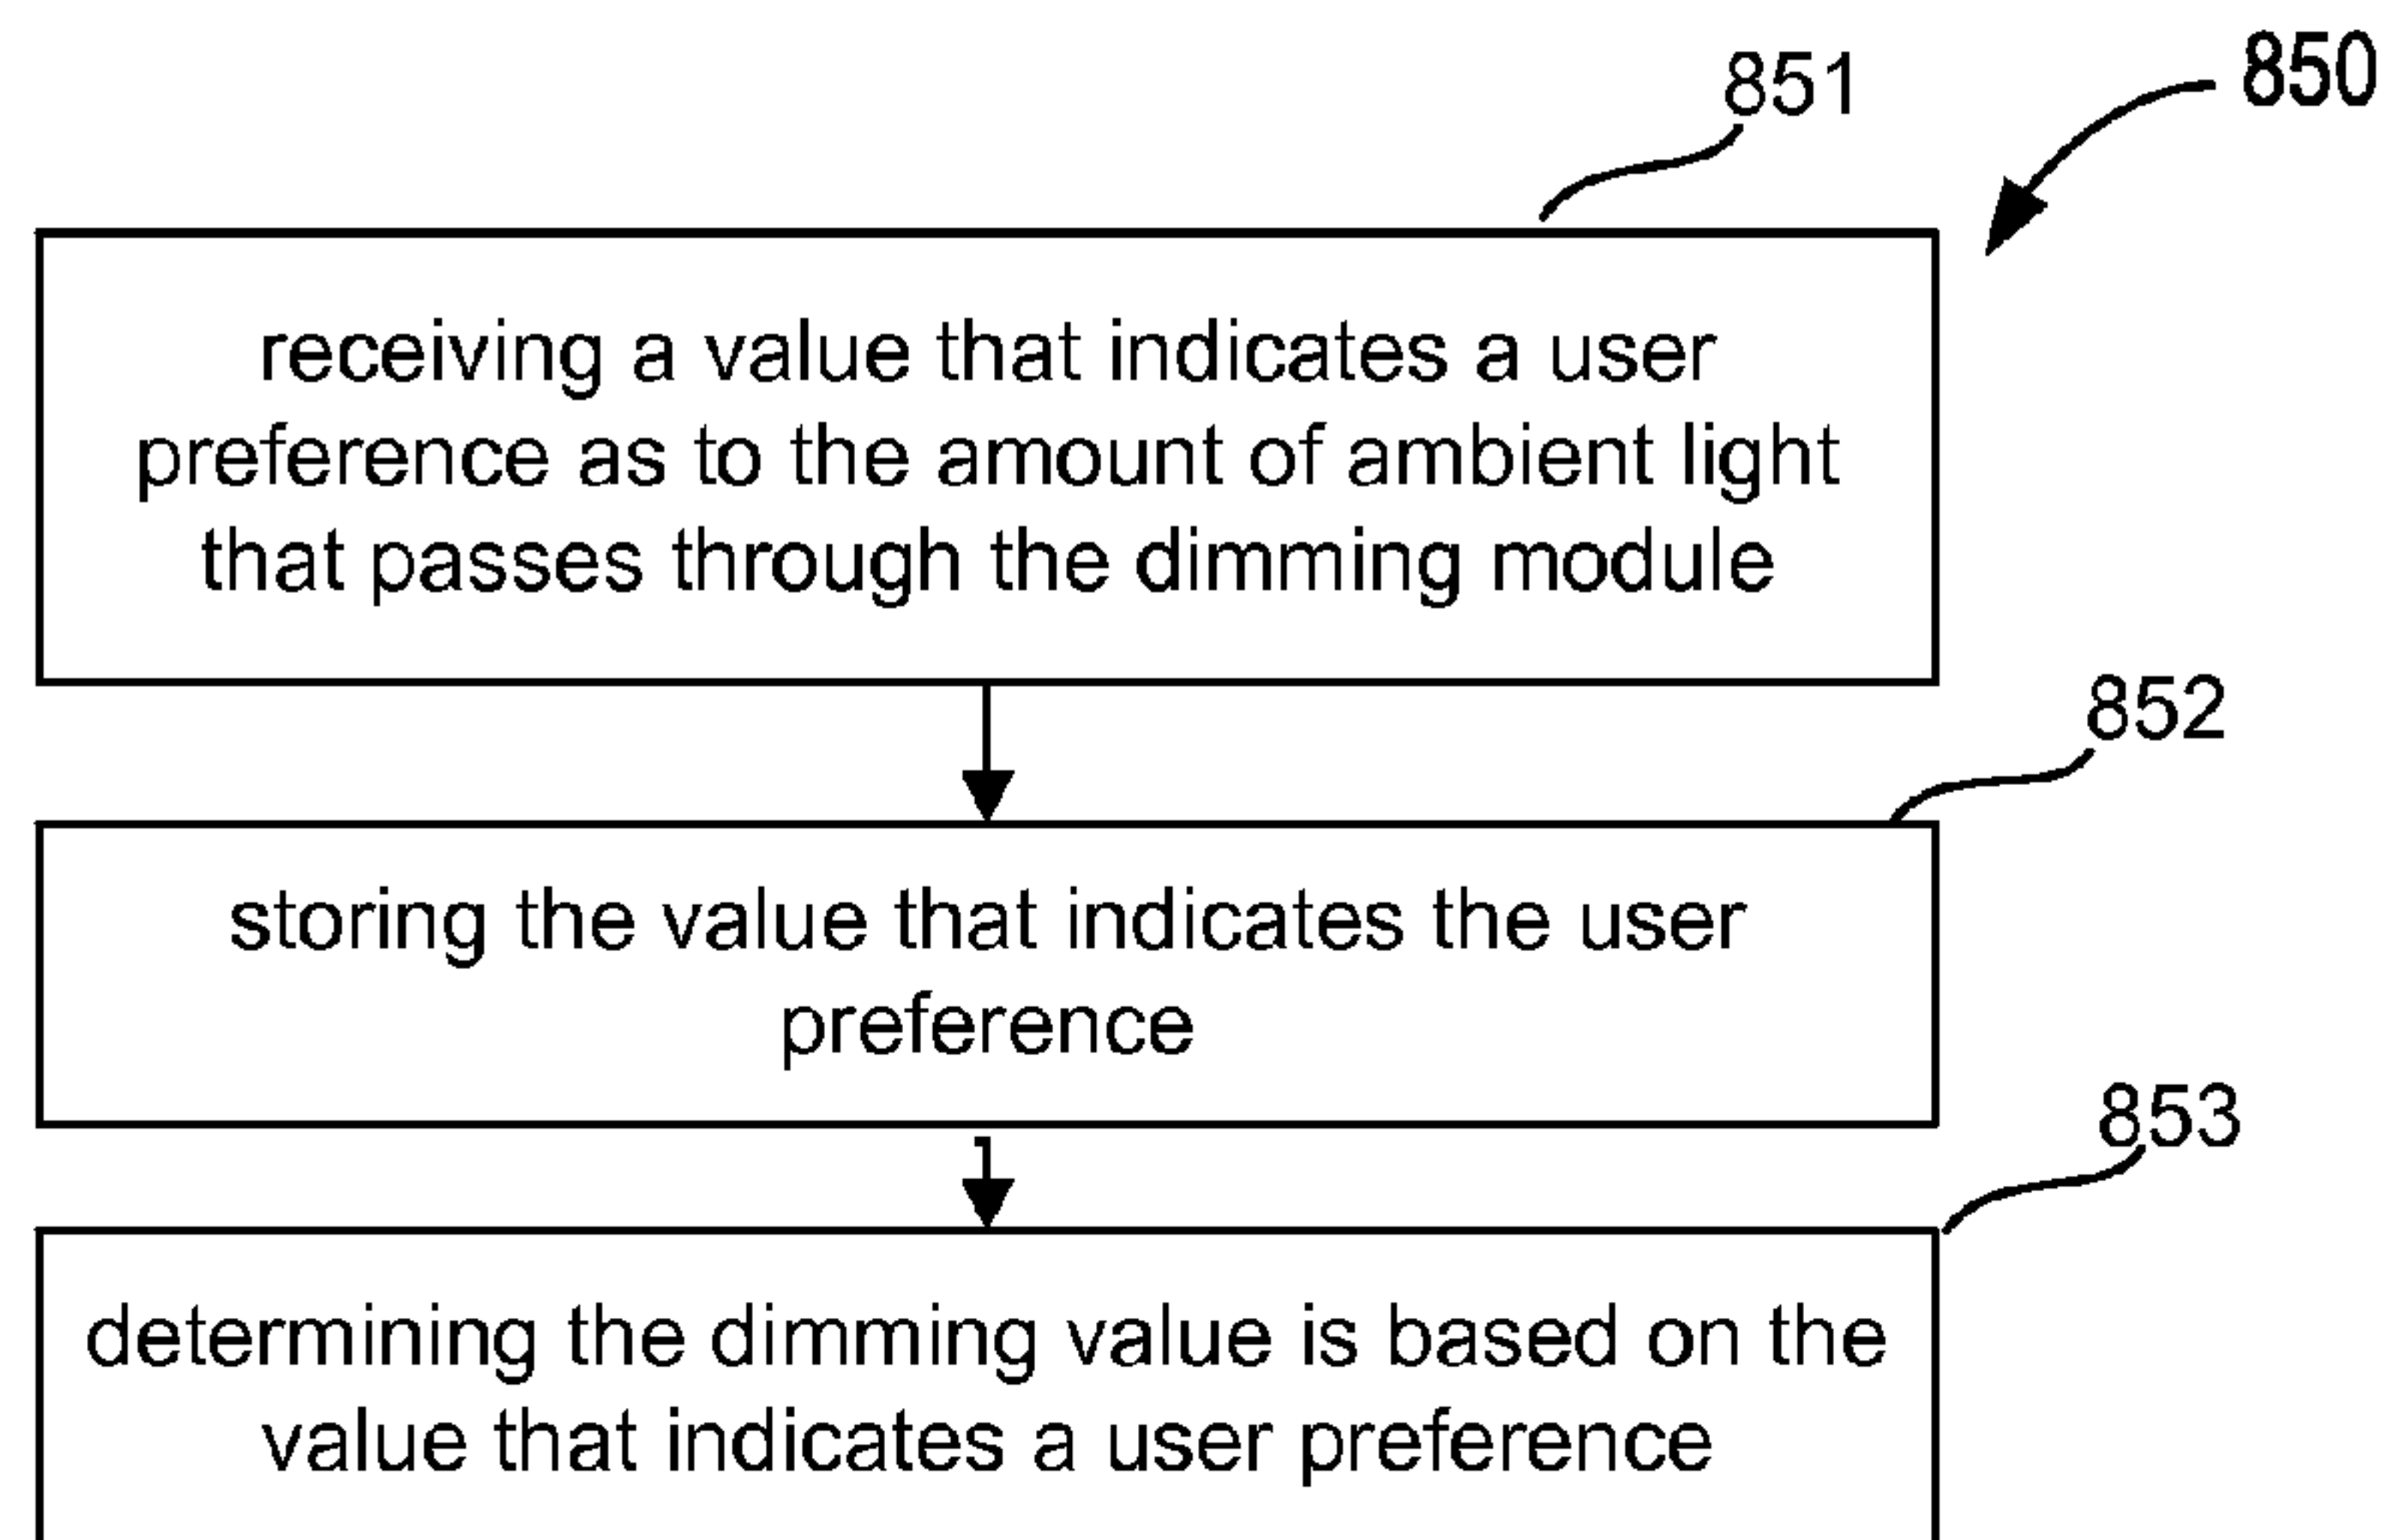 850
851
receiving a value that indicates a user
preference as to the amount of ambient light
that passes through the dimming module
852
storing the value that indicates the user
preference
853
determining the dimming value is based on the
value that indicates a user preference